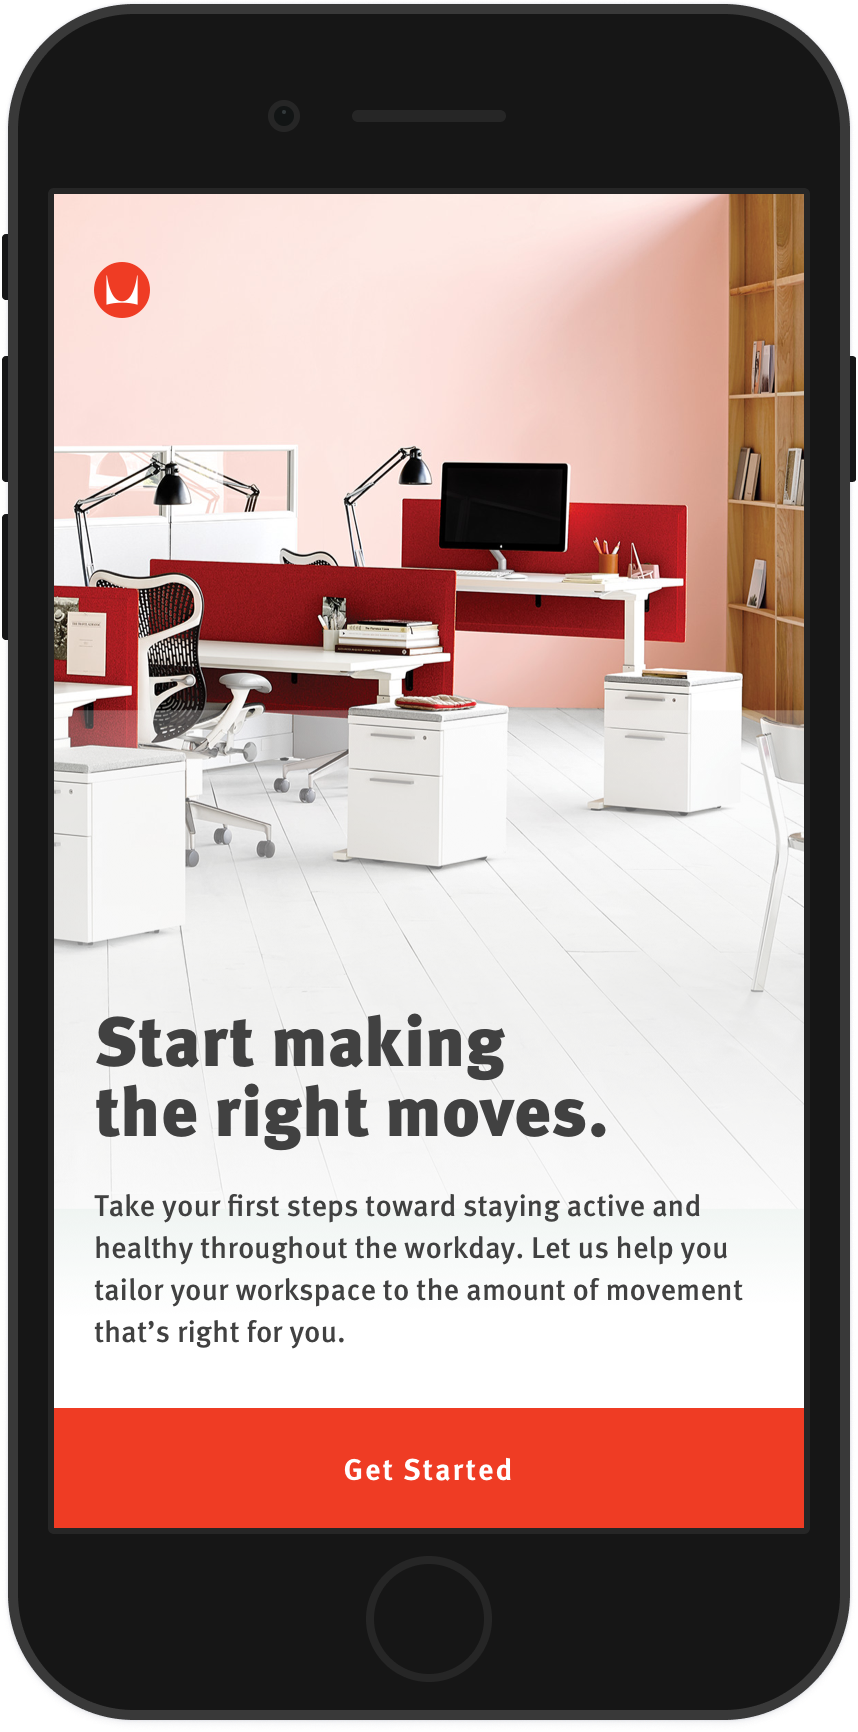 Start making
the right moves.
Take your first steps toward staying active and
healthy throughout the workday. Let us help you
tailor your workspace to the amount of movement
that’s right for you.
Get Started